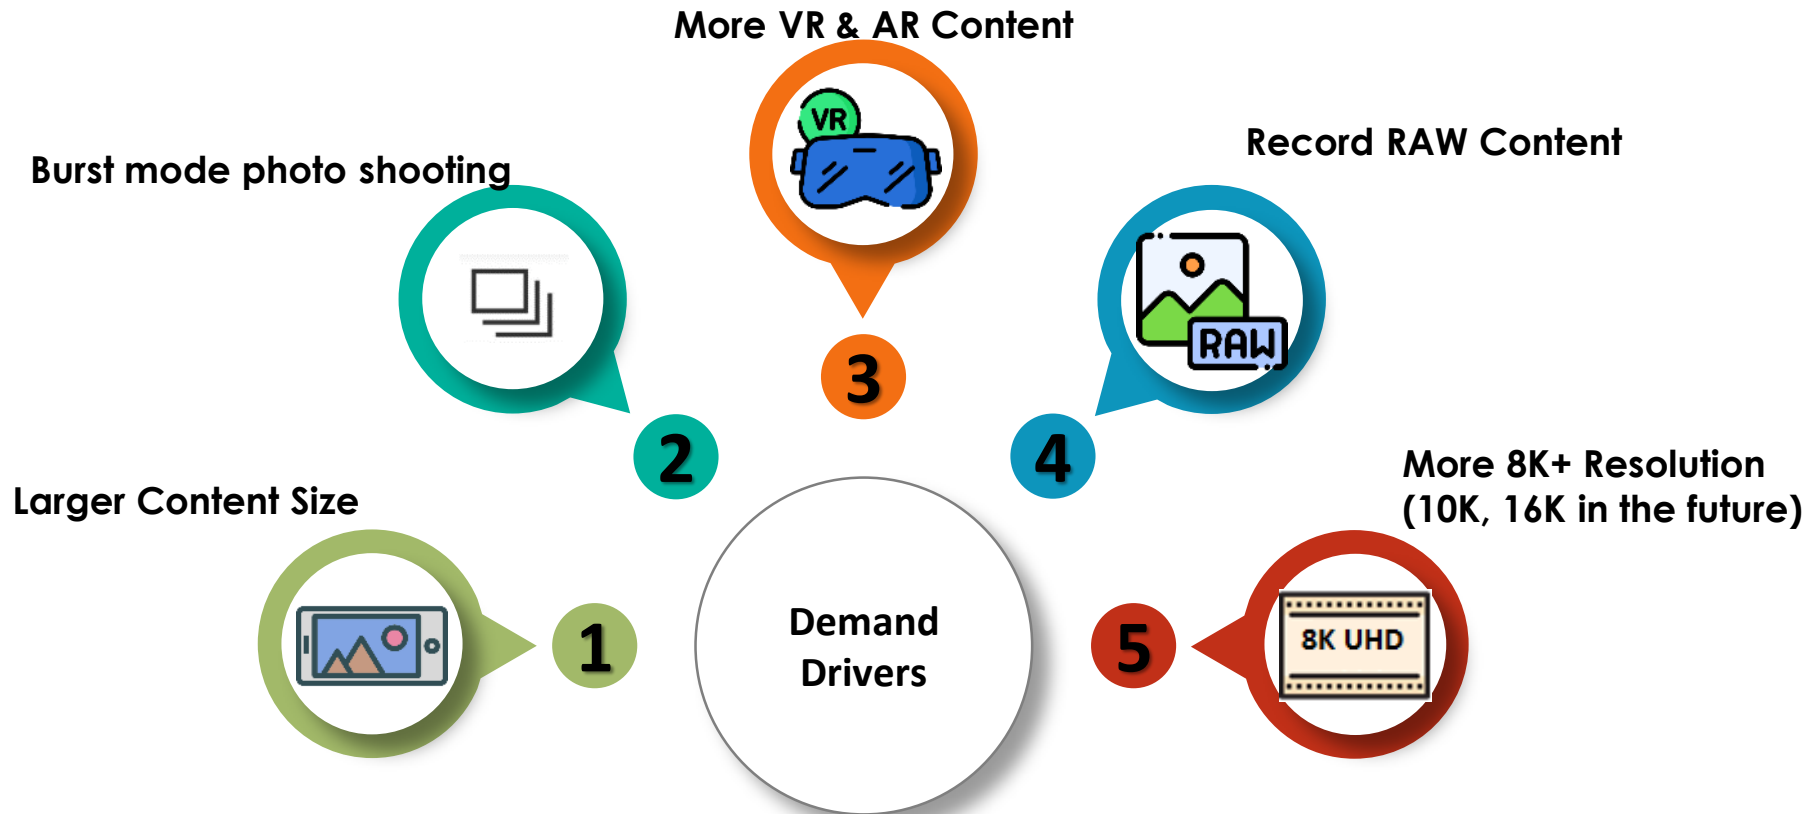 More VR & AR Content
VR
Record RAW Content
Burst mode photo shooting
RAW
3
2
4
More 8K+ Resolution
(10K, 16K in the future)
Larger Content Size
Demand
Drivers
1
5
8K UHD